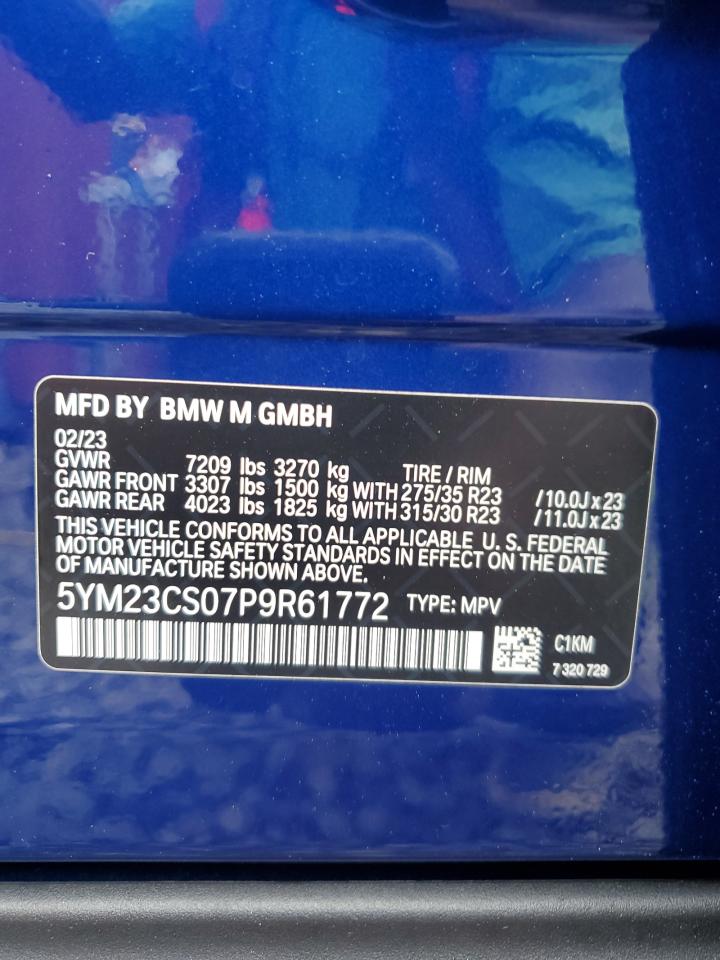 MFD BY BMW M GMBH
02/23
GVWR 7209 lbs 3270 kg TIRE / RIM
GAWR FRONT 3307 lbs 1500 kg WITH 275/35 R23 /10.0J x 23
GAWR REAR 4023 lbs 1825 kg WITH 315/30 R23 /11.0J x 23
THIS VEHICLE CONFORMS TO ALL APPLICABLE U. S. FEDERAL
MOTOR VEHICLE SAFETY STANDARDS IN EFFECT ON THE DATE
OF MANUFACTURE SHOWN ABOVE.
5YM23CS07P9R61772 TYPE: MPV
C1KM
7 320 729